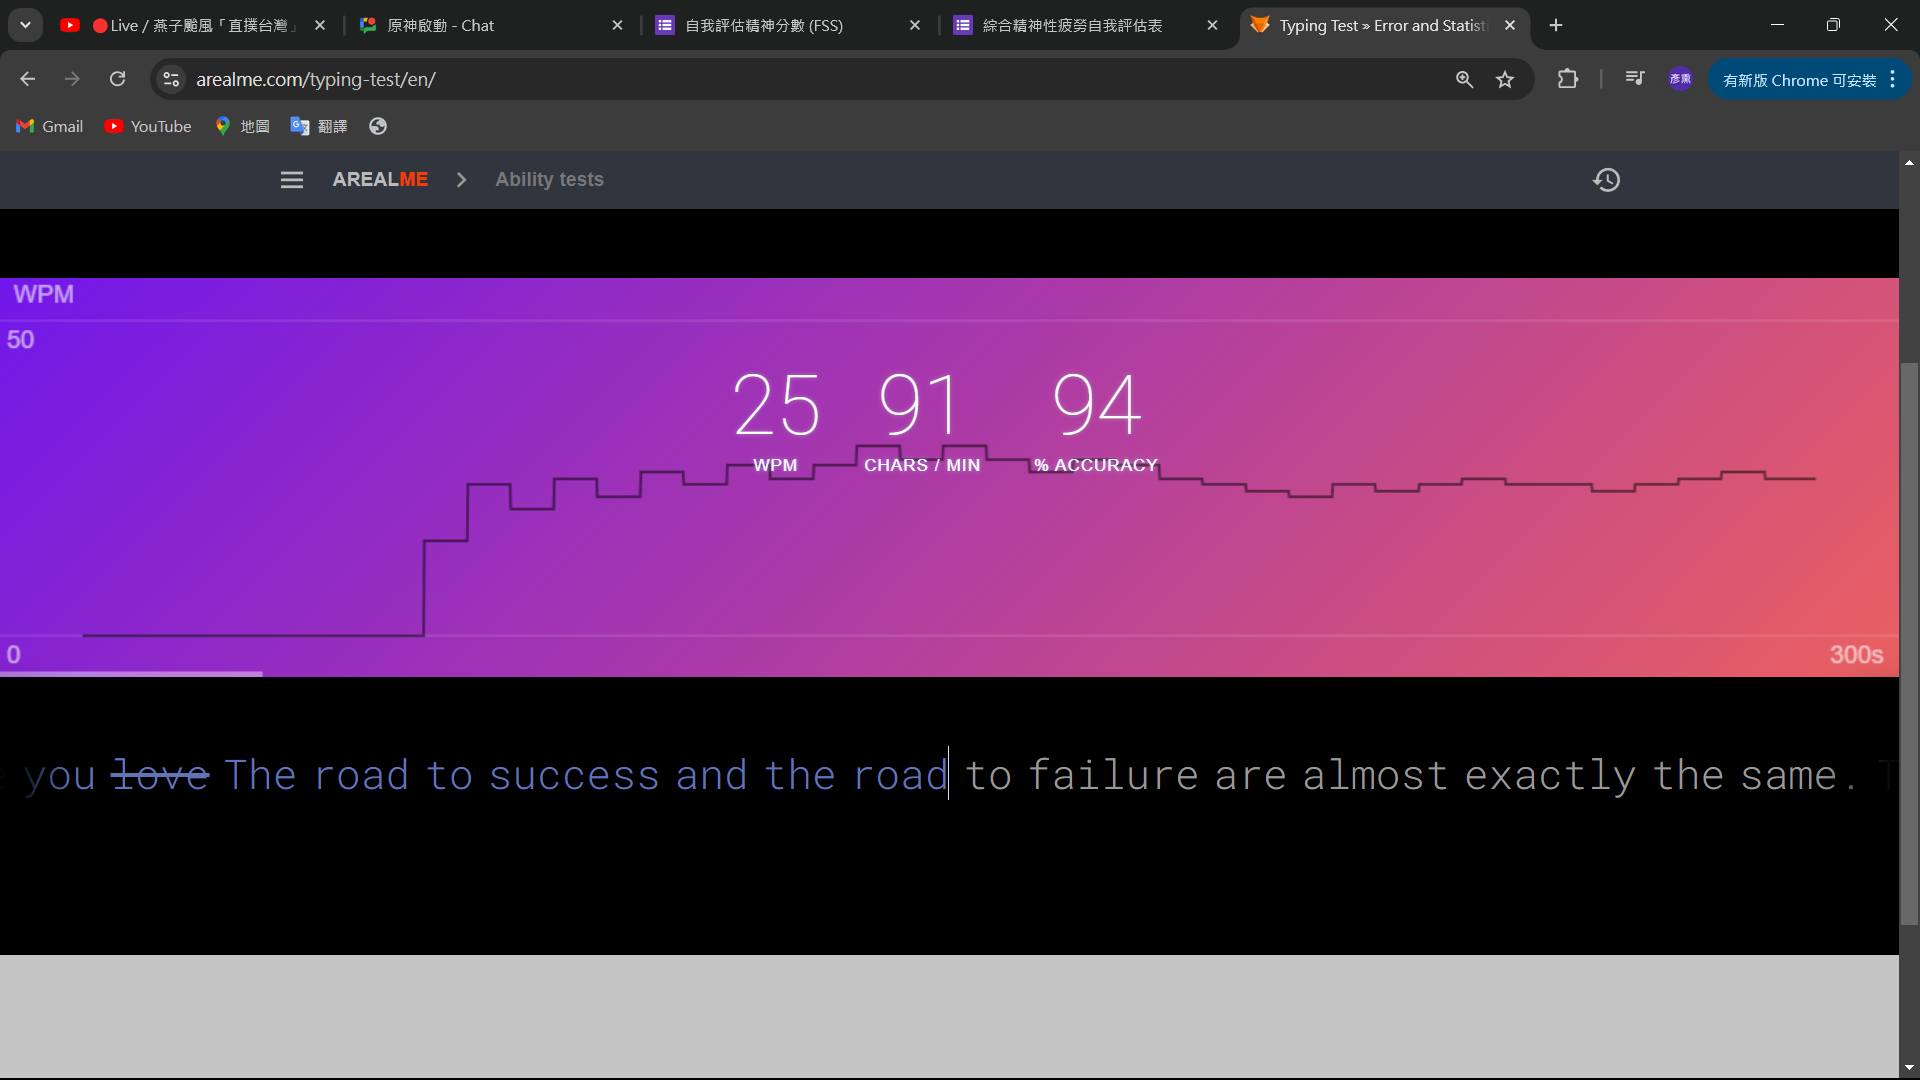 🔴Live / 燕子颱風「直撲台灣」
原神啟動 - Chat
自我評估精神分數 (FSS)
綜合精神性疲勞自我評估表
Typing Test » Error and Statisti
arealme.com/typing-test/en/
彥熏
有新版 Chrome 可安裝
Gmail
YouTube
地圖
翻譯
AREALME
Ability tests
WPM
50
25 91 94
WPM CHARS / MIN % ACCURACY
0
300s
you love The road to success and the road to failure are almost exactly the same. T